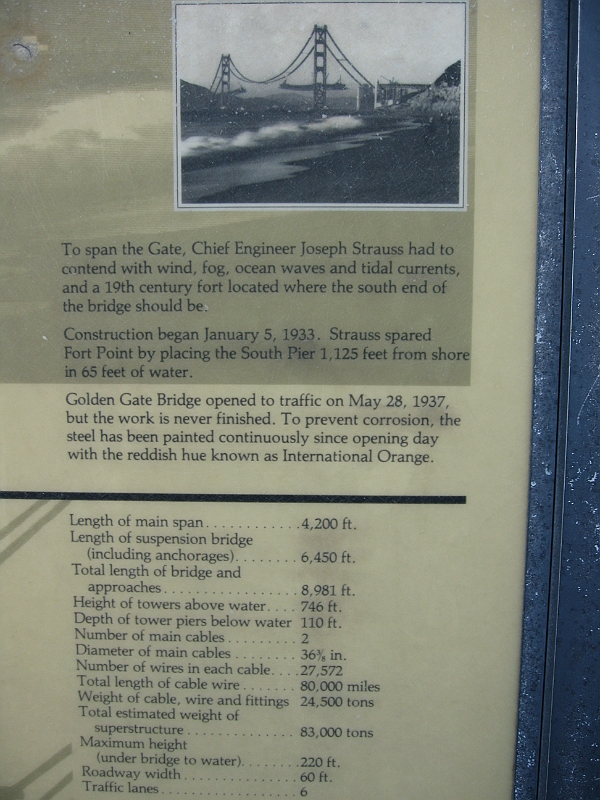 To span the Gate, Chief Engineer Joseph Strauss had to
contend with wind, fog, ocean waves and tidal currents,
and a 19th century fort located where the south end of
the bridge should be.
Construction began January 5, 1933. Strauss spared
Fort Point by placing the South Pier 1,125 feet from shore
in 65 feet of water.
Golden Gate Bridge opened to traffic on May 28, 1937,
but the work is never finished. To prevent corrosion, the
steel has been painted continuously since opening day
with the reddish hue known as International Orange.
Length of main span............4,200 ft.
Length of suspension bridge
(including anchorages)........ 6,450 ft.
Total length of bridge and
approaches................. 8,981 ft.
Height of towers above water.... 746 ft.
Depth of tower piers below water 110 ft.
Number of main cables ......... 2
Diameter of main cables ........ 36⅜ in.
Number of wires in each cable....27,572
Total length of cable wire ....... 80,000 miles
Weight of cable, wire and fittings 24,500 tons
Total estimated weight of
superstructure .............. 83,000 tons
Maximum height
(under bridge to water)........220 ft.
Roadway width ............... 60 ft.
Traffic lanes.................. 6